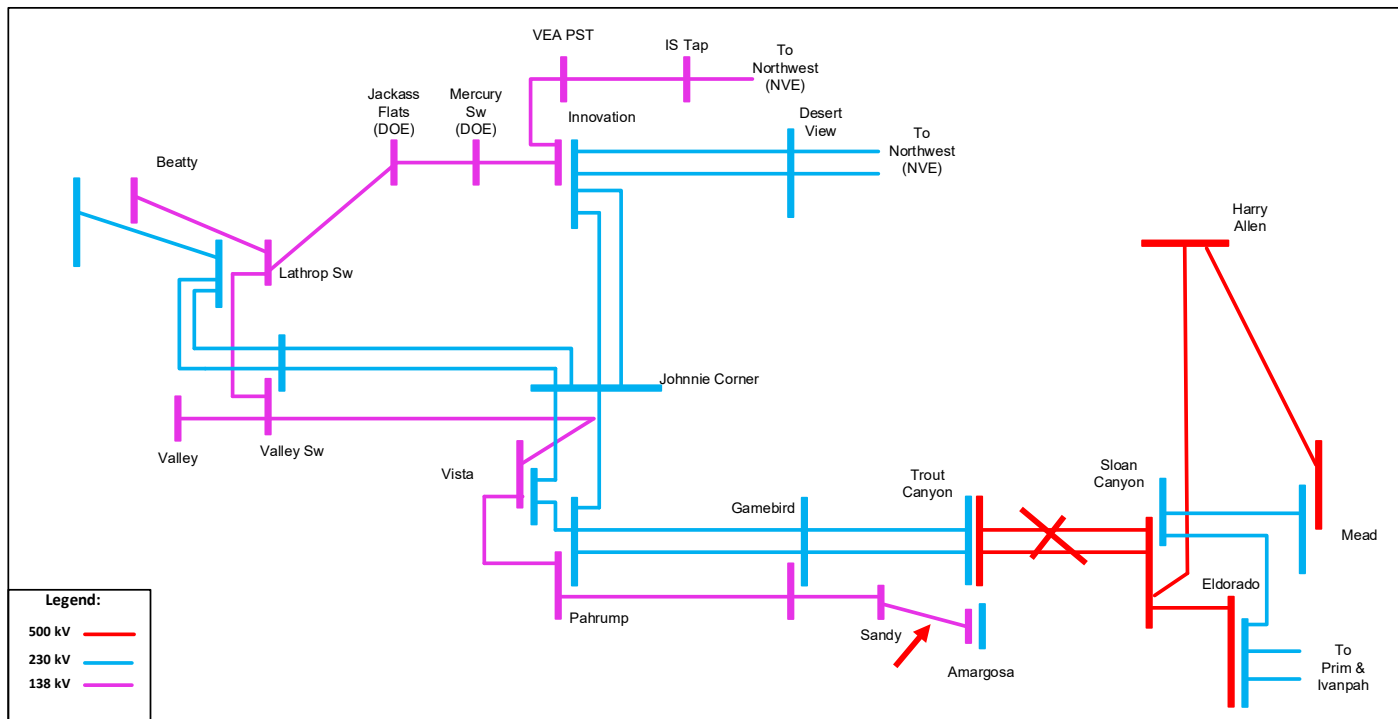 VEA PST
IS Tap
To
Northwest
(NVE)
Jackass
Flats
(DOE)
Mercury
Sw
(DOE)
Innovation
Desert
View
To
Northwest
(NVE)
Beatty
Harry
Allen
Lathrop Sw
Johnnie Corner
Valley
Valley Sw
Vista
Gamebird
Trout
Canyon
Sloan
Canyon
Mead
Eldorado
Pahrump
Sandy
Amargosa
To
Prim &
Ivanpah
Legend:
500 kV
230 kV
138 kV